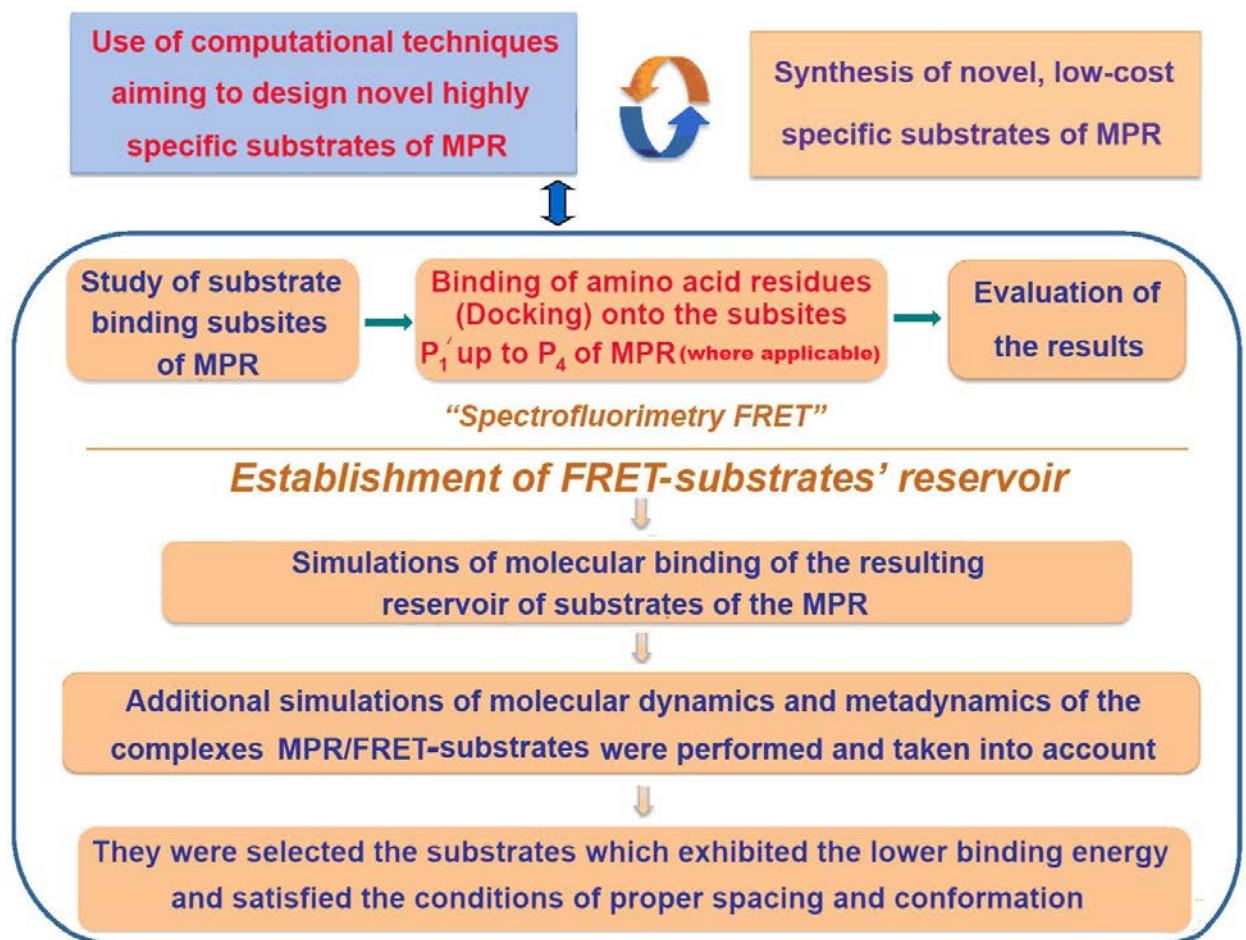 Use of computational techniques
aiming to design novel highly
specific substrates of MPR
Synthesis of novel, low-cost
specific substrates of MPR
Study of substrate
binding subsites
of MPR
Binding of amino acid residues
(Docking) onto the subsites
P₁′ up to P₄ of MPR (where applicable)
Evaluation of
the results
“Spectrofluorimetry FRET”
Establishment of FRET-substrates’ reservoir
Simulations of molecular binding of the resulting
reservoir of substrates of the MPR
Additional simulations of molecular dynamics and metadynamics of the
complexes MPR/FRET-substrates were performed and taken into account
They were selected the substrates which exhibited the lower binding energy
and satisfied the conditions of proper spacing and conformation